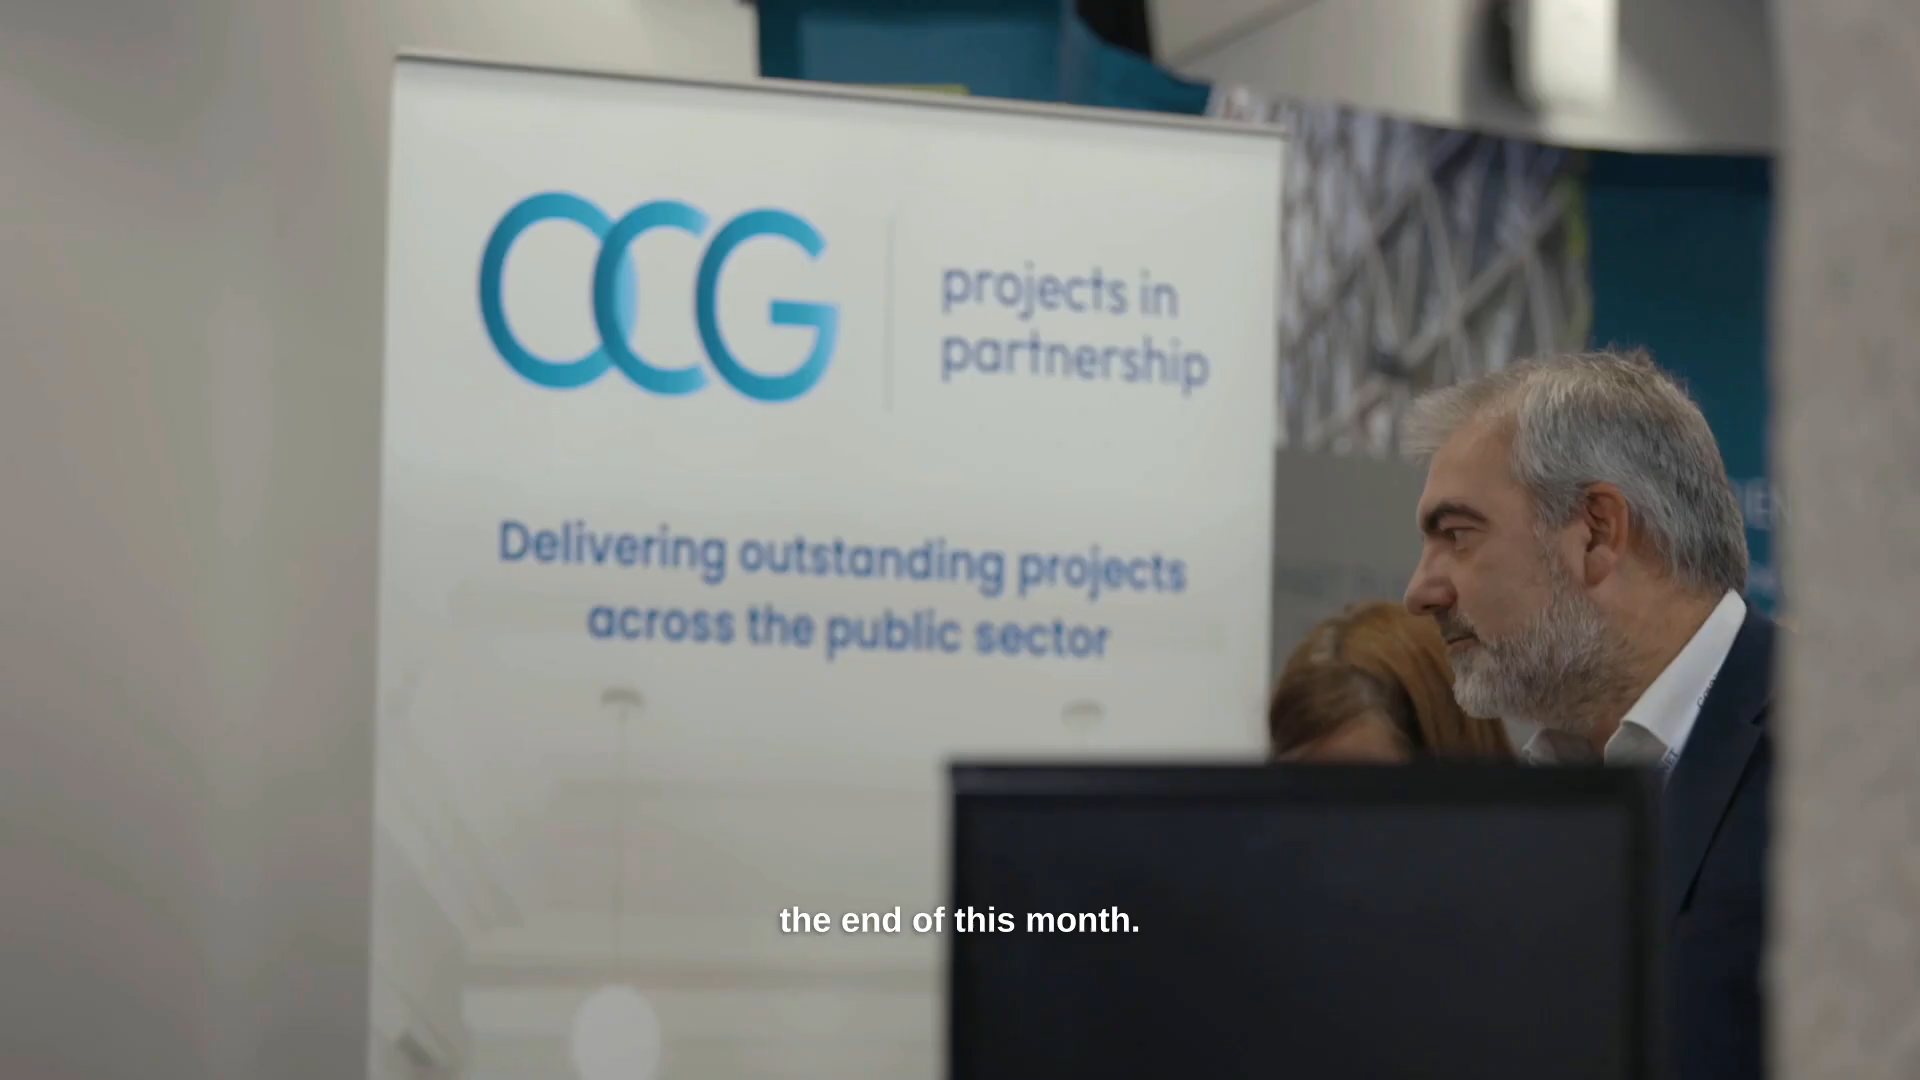 OCG
projects in
partnership
Delivering outstanding projects
across the public sector
the end of this month.